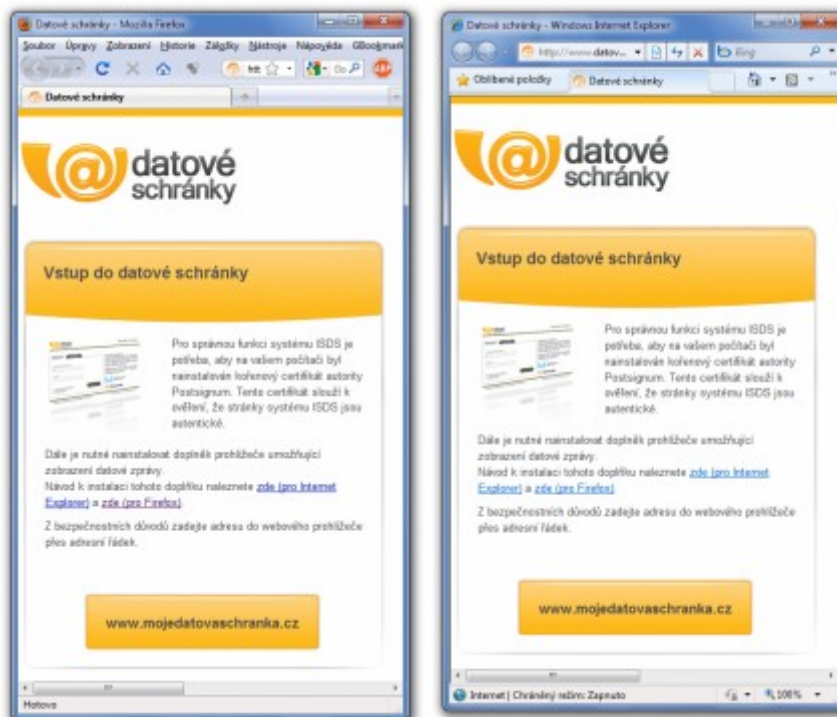 Datové schránky - Mozilla Firefox
Soubor Úpravy Zobrazení Historie Záložky Nástroje Nápověda GBookmark
Datové schránky
datové
schránky
Vstup do datové schránky
Pro správnou funkci systému ISDS je
potřeba, aby na vašem počítači byl
nainstalován kořenový certifikát autority
Postsignum. Tento certifikát slouží k
ověření, že stránky systému ISDS jsou
autentické.
Dále je nutné nainstalovat doplněk prohlížeče umožňující
zobrazení datové zprávy.
Návod k instalaci tohoto doplňku naleznete zde (pro Internet
Explorer) a zde (pro Firefox).
Z bezpečnostních důvodů zadejte adresu do webového prohlížeče
přes adresní řádek.
www.mojedatovaschranka.cz
Hotovo
Datové schránky - Windows Internet Explorer
http://www.datov...
Bing
Oblíbené položky
Datové schránky
datové
schránky
Vstup do datové schránky
Pro správnou funkci systému ISDS je
potřeba, aby na vašem počítači byl
nainstalován kořenový certifikát autority
Postsignum. Tento certifikát slouží k
ověření, že stránky systému ISDS jsou
autentické.
Dále je nutné nainstalovat doplněk prohlížeče umožňující
zobrazení datové zprávy.
Návod k instalaci tohoto doplňku naleznete zde (pro Internet
Explorer) a zde (pro Firefox).
Z bezpečnostních důvodů zadejte adresu do webového prohlížeče
přes adresní řádek.
www.mojedatovaschranka.cz
Internet | Chráněný režim: Zapnuto
100%